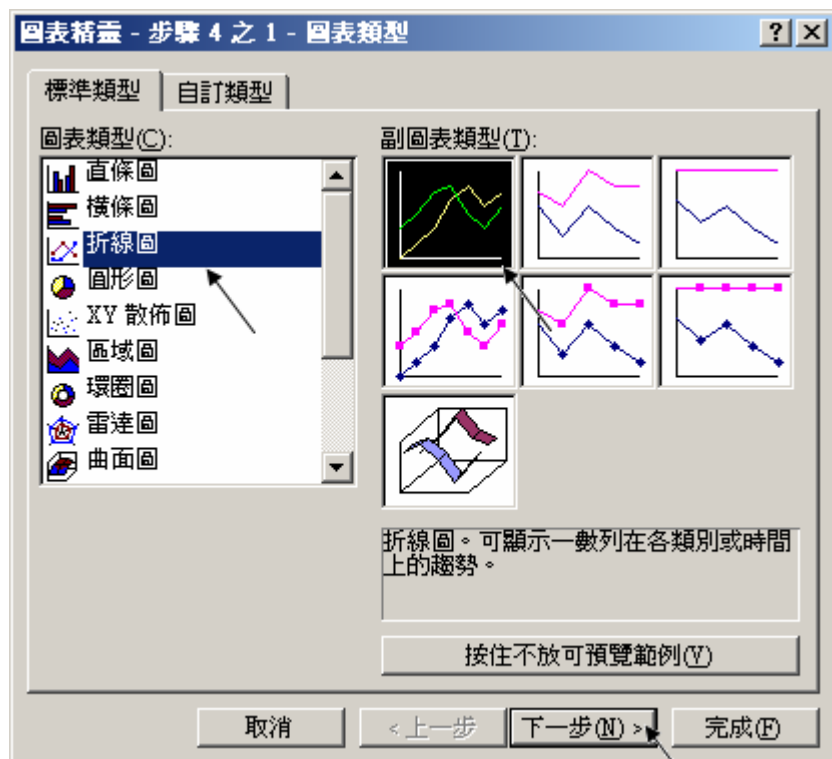 圖表精靈 - 步驟 4 之 1 - 圖表類型
標準類型
自訂類型
圖表類型(C):
直條圖
橫條圖
折線圖
圓形圖
XY 散佈圖
區域圖
環圈圖
雷達圖
曲面圖
副圖表類型(T):
折線圖。可顯示一數列在各類別或時間
上的趨勢。
按住不放可預覽範例(V)
取消
<上一步
下一步(N) >
完成(F)